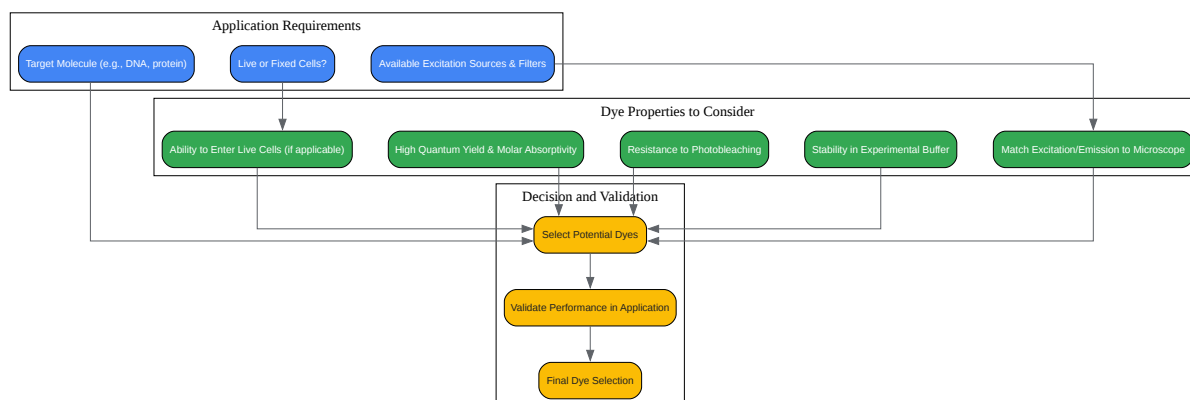 Application Requirements
Target Molecule (e.g., DNA, protein)
Live or Fixed Cells?
Available Excitation Sources & Filters
Dye Properties to Consider
Ability to Enter Live Cells (if applicable)
High Quantum Yield & Molar Absorptivity
Resistance to Photobleaching
Stability in Experimental Buffer
Match Excitation/Emission to Microscope
Decision and Validation
Select Potential Dyes
Validate Performance in Application
Final Dye Selection